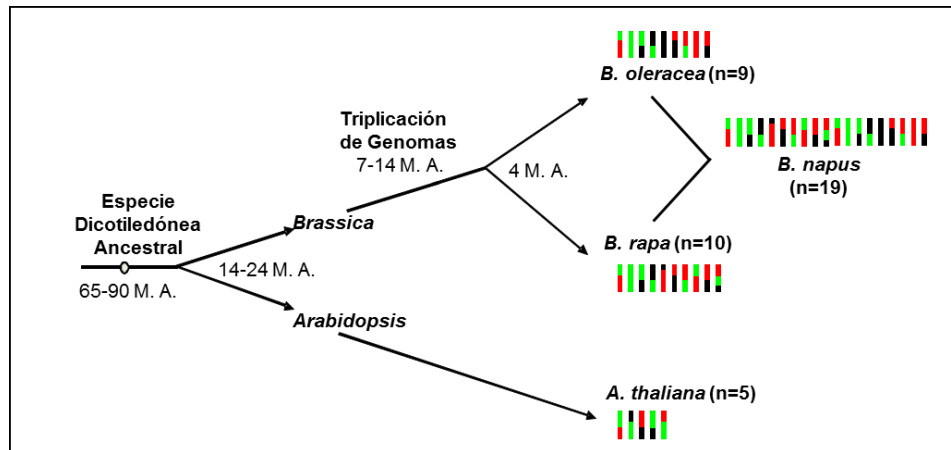 B. oleracea (n=9)
Triplicación
de Genomas
7-14 M. A.
4 M. A.
B. napus
(n=19)
Especie
Dicotiledónea
Ancestral
65-90 M. A.
Brassica
14-24 M. A.
B. rapa (n=10)
Arabidopsis
A. thaliana (n=5)